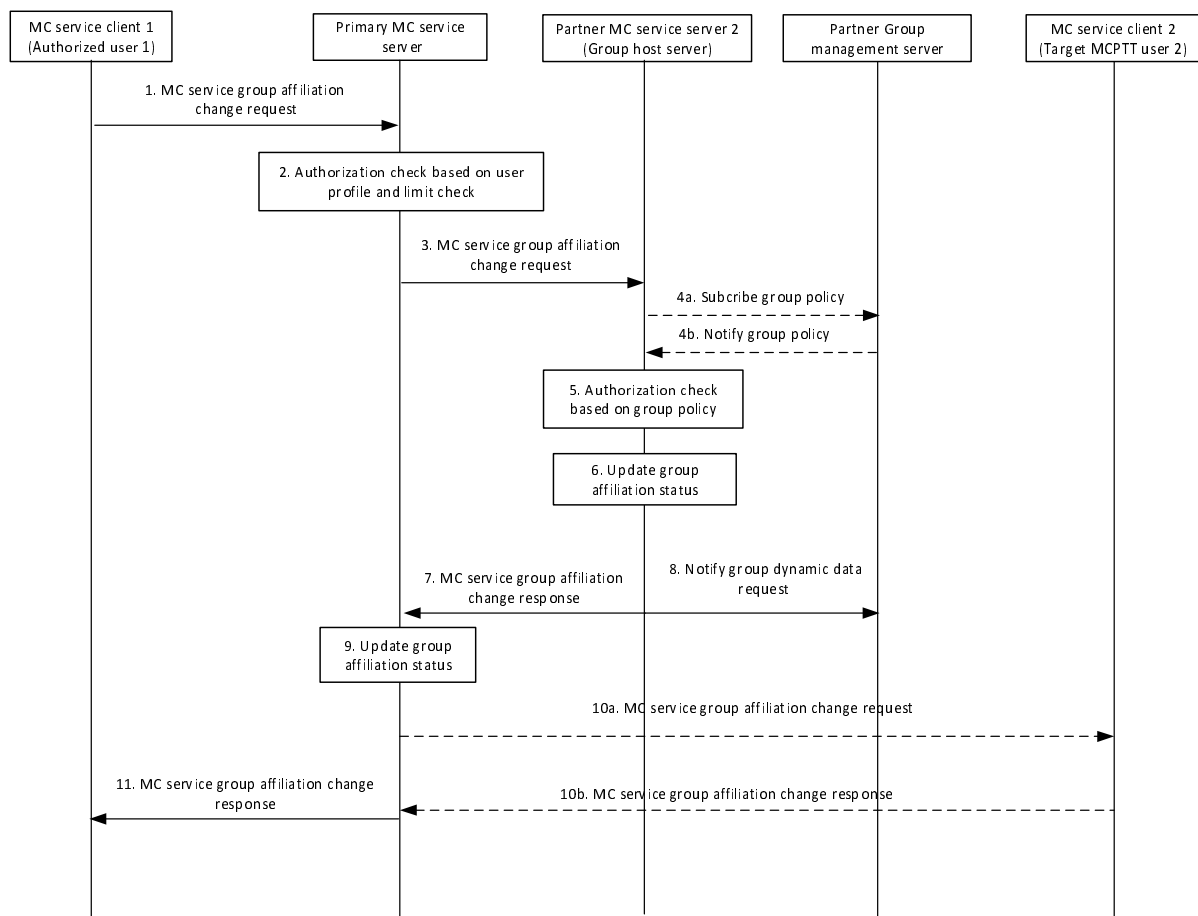 MC service client 1
(Authorized user 1)
Primary MC service
server
Partner MC service server 2
(Group host server)
Partner Group
management server
MC service client 2
(Target MCPTT user 2)
1. MC service group affiliation
change request
2. Authorization check based on user
profile and limit check
3. MC service group affiliation
change request
4a. Subcribe group policy
4b. Notify group policy
5. Authorization check
based on group policy
6. Update group
affiliation status
7. MC service group affiliation
change response
8. Notify group dynamic data
request
9. Update group
affiliation status
10a. MC service group affiliation change request
10b. MC service group affiliation change response
11. MC service group affiliation change
response